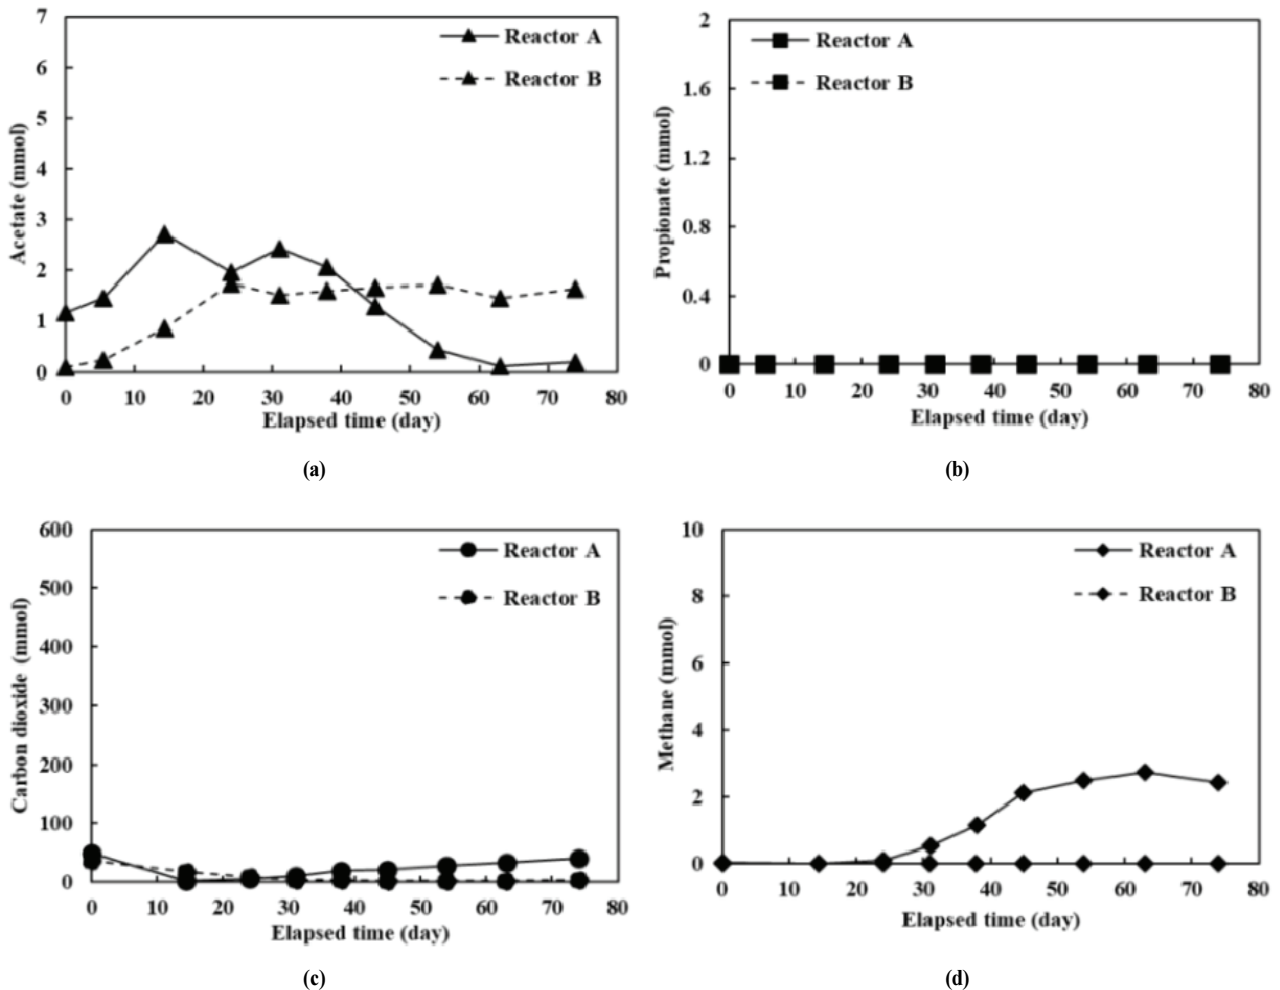 7
6
5
4
3
2
1
0
Acetate (mmol)
Reactor A
Reactor B
0 10 20 30 40 50 60 70 80
Elapsed time (day)
(a)
2
1.6
1.2
0.8
0.4
0
Propionate (mmol)
Reactor A
Reactor B
0 10 20 30 40 50 60 70 80
Elapsed time (day)
(b)
600
500
400
300
200
100
0
Carbon dioxide (mmol)
Reactor A
Reactor B
0 10 20 30 40 50 60 70 80
Elapsed time (day)
(c)
10
8
6
4
2
0
Methane (mmol)
Reactor A
Reactor B
0 10 20 30 40 50 60 70 80
Elapsed time (day)
(d)